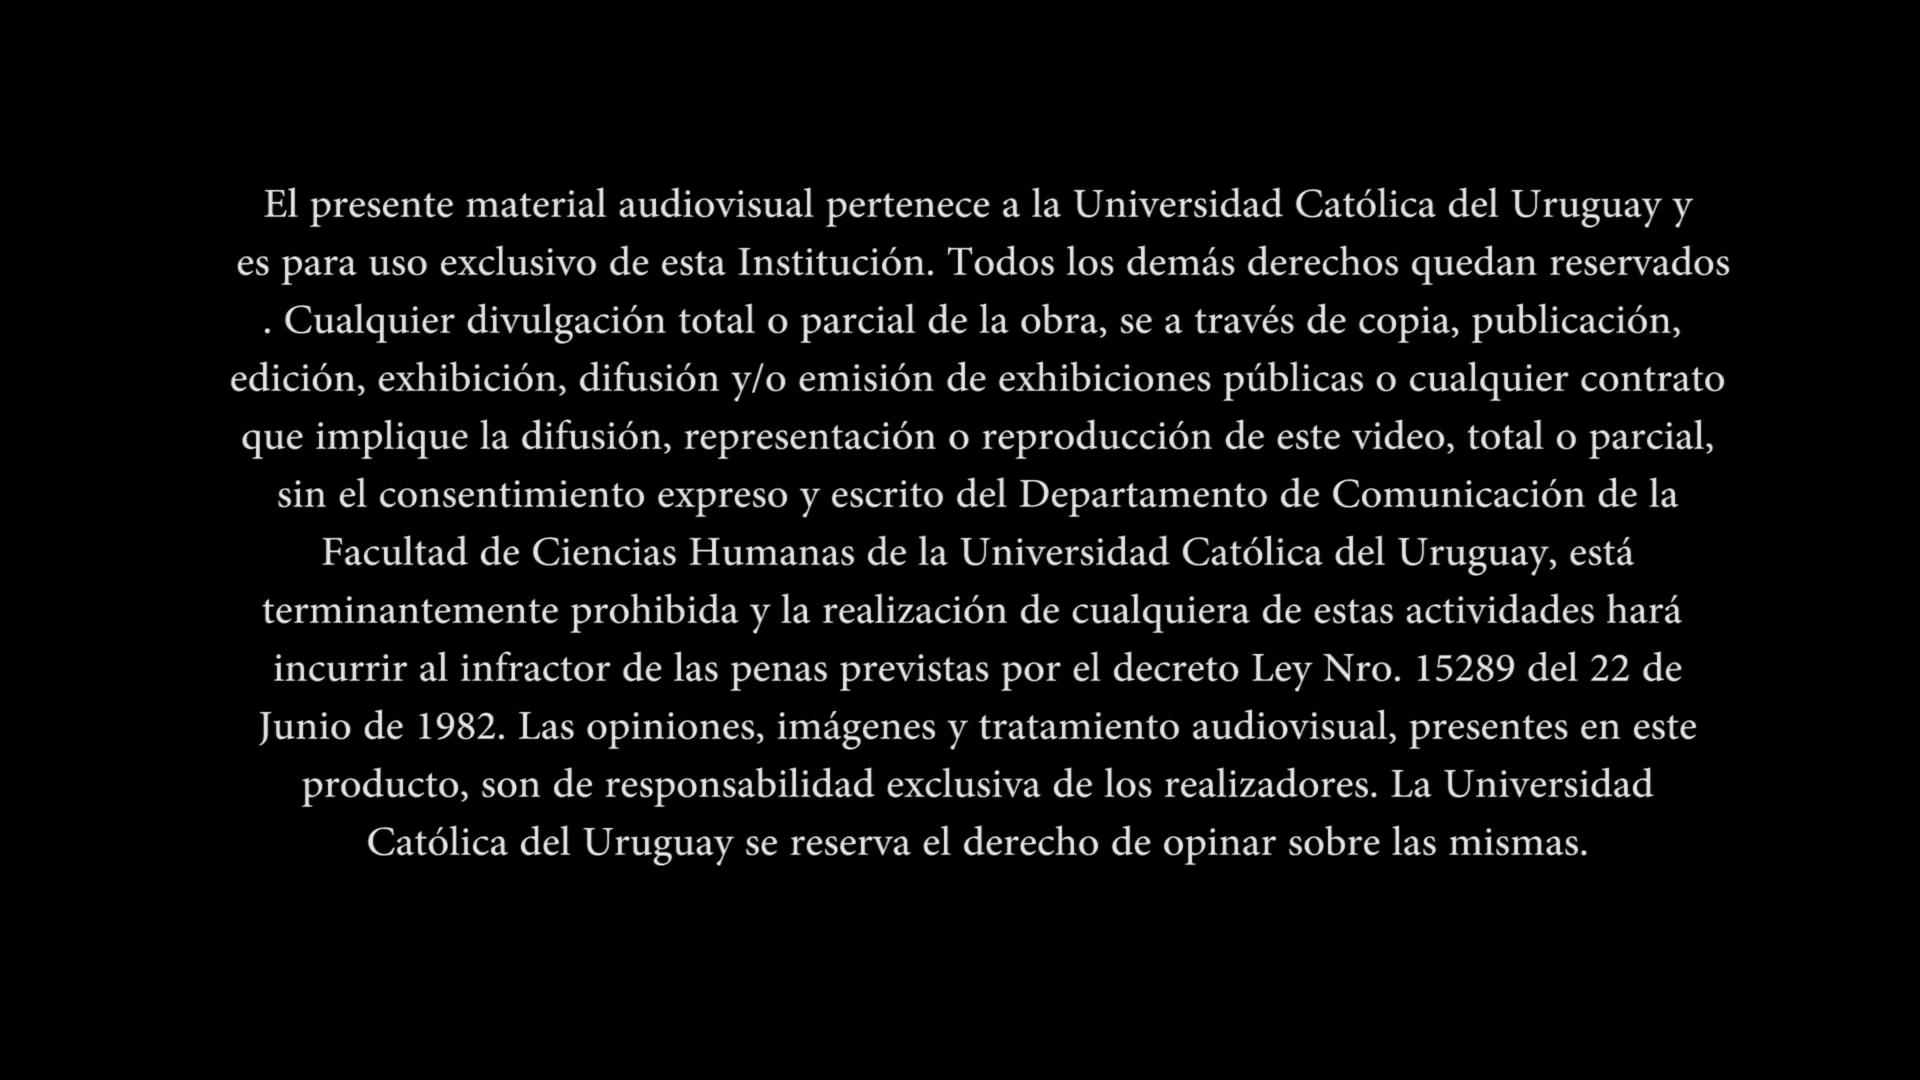 El presente material audiovisual pertenece a la Universidad Católica del Uruguay y
es para uso exclusivo de esta Institución. Todos los demás derechos quedan reservados
. Cualquier divulgación total o parcial de la obra, se a través de copia, publicación,
edición, exhibición, difusión y/o emisión de exhibiciones públicas o cualquier contrato
que implique la difusión, representación o reproducción de este video, total o parcial,
sin el consentimiento expreso y escrito del Departamento de Comunicación de la
Facultad de Ciencias Humanas de la Universidad Católica del Uruguay, está
terminantemente prohibida y la realización de cualquiera de estas actividades hará
incurrir al infractor de las penas previstas por el decreto Ley Nro. 15289 del 22 de
Junio de 1982. Las opiniones, imágenes y tratamiento audiovisual, presentes en este
producto, son de responsabilidad exclusiva de los realizadores. La Universidad
Católica del Uruguay se reserva el derecho de opinar sobre las mismas.